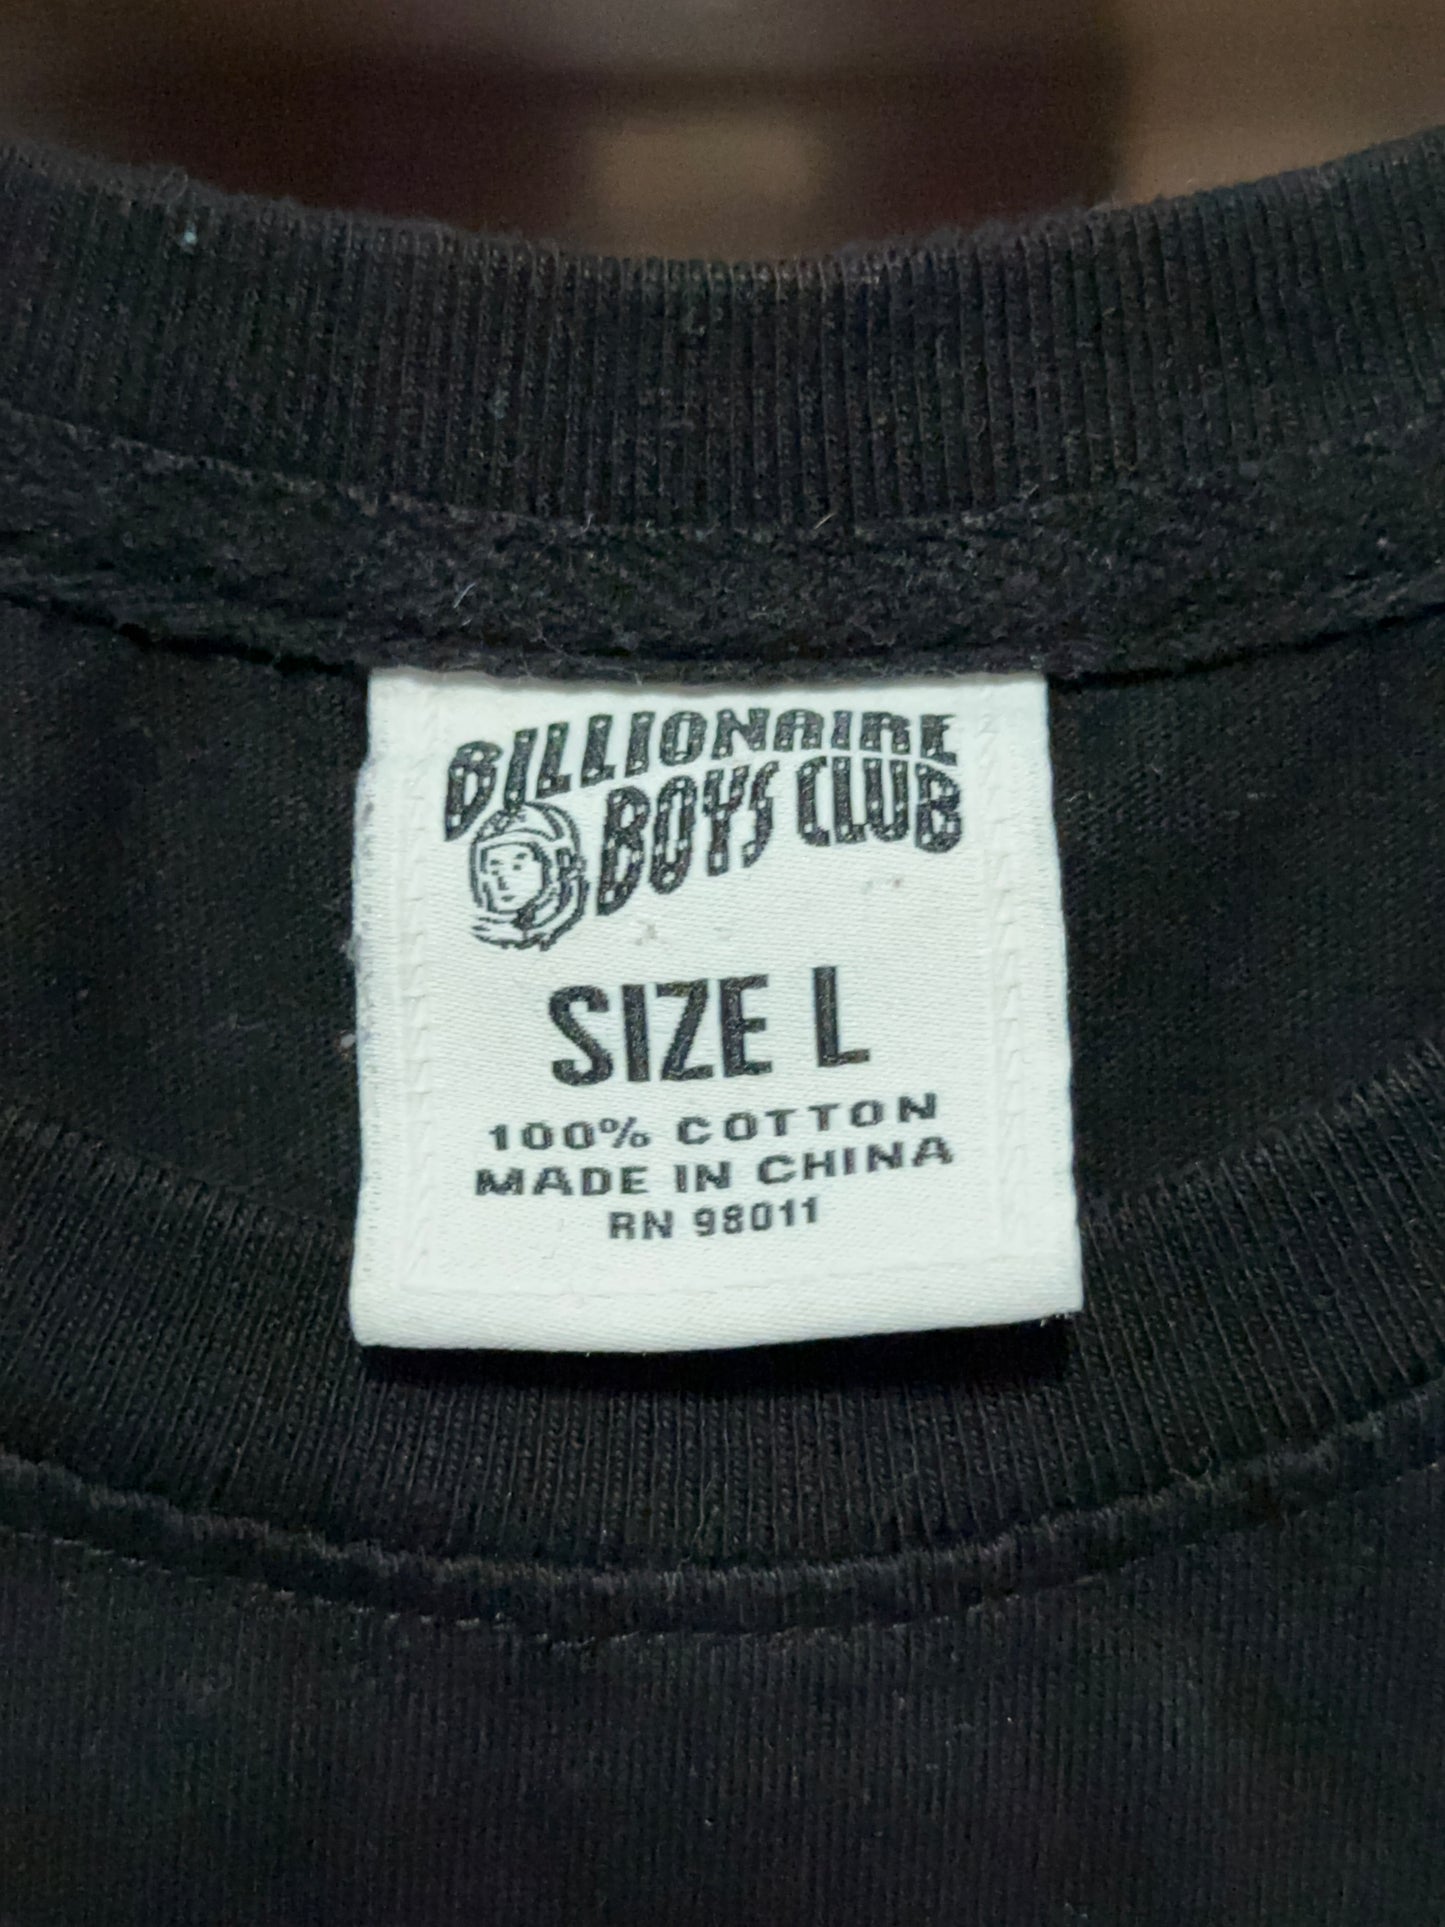 BILLIONAIRE
BOYS CLUB
SIZE L
100% COTTON
MADE IN CHINA
RN 98011